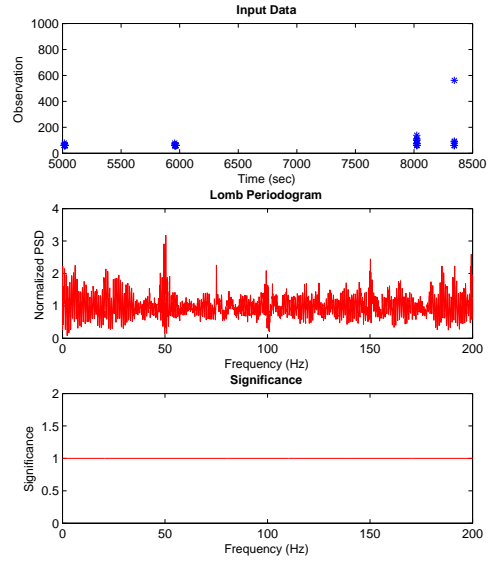 Input Data
1000
800
600
400
200
0
Observation
5000 5500 6000 6500 7000 7500 8000 8500
Time (sec)
Lomb Periodogram
4
3
2
1
0
Normalized PSD
0 50 100 150 200
Frequency (Hz)
Significance
2
1.5
1
0.5
0
Significance
0 50 100 150 200
Frequency (Hz)